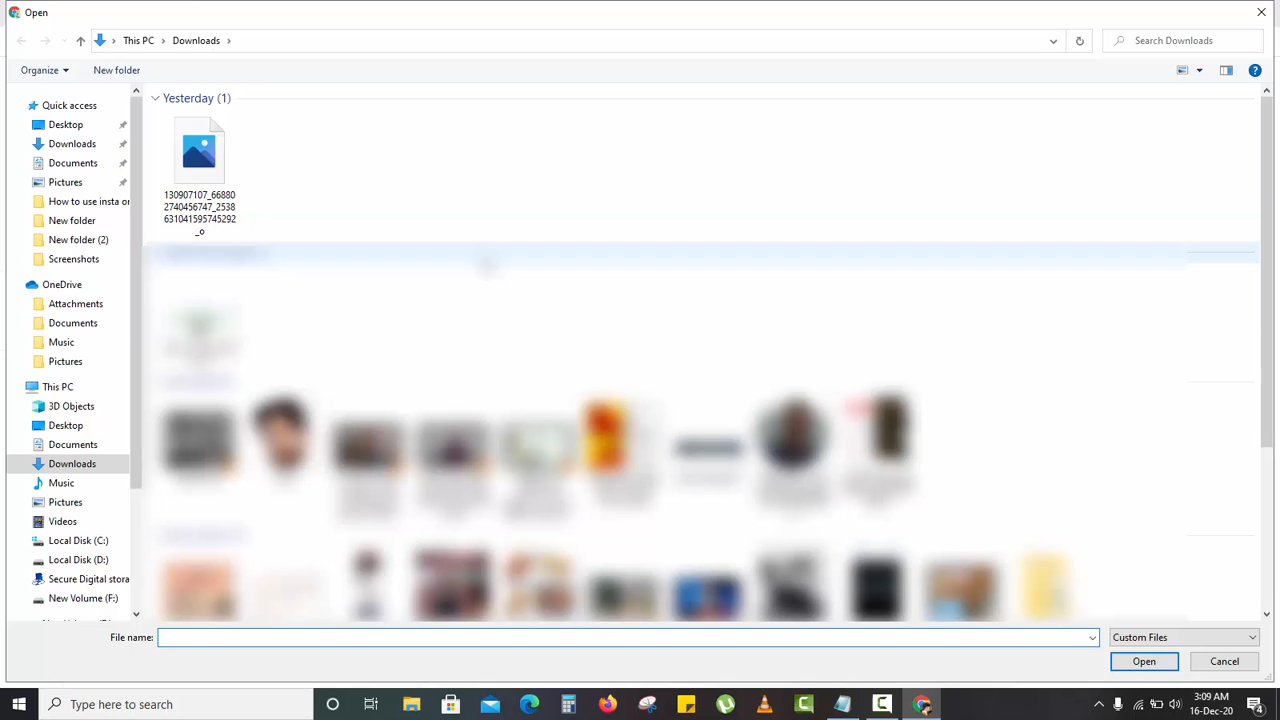 Open
This PC
Downloads
Search Downloads
Organize
New folder
Quick access
Desktop
Downloads
Documents
Pictures
How to use insta or
New folder
New folder (2)
Screenshots
OneDrive
Attachments
Documents
Music
Pictures
This PC
3D Objects
Desktop
Documents
Downloads
Music
Pictures
Videos
Local Disk (C:)
Local Disk (D:)
Secure Digital stora
New Volume (F:)
Yesterday (1)
130907107_66880
2740456747_2538
631041595745292
_o
File name:
Custom Files
Open
Cancel
Type here to search
3:09 AM
16-Dec-20
4